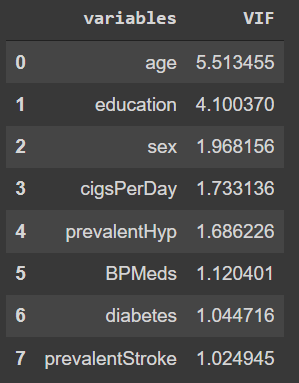 variables VIF
0 age 5.513455
1 education 4.100370
2 sex 1.968156
3 cigsPerDay 1.733136
4 prevalentHyp 1.686226
5 BPMeds 1.120401
6 diabetes 1.044716
7 prevalentStroke 1.024945